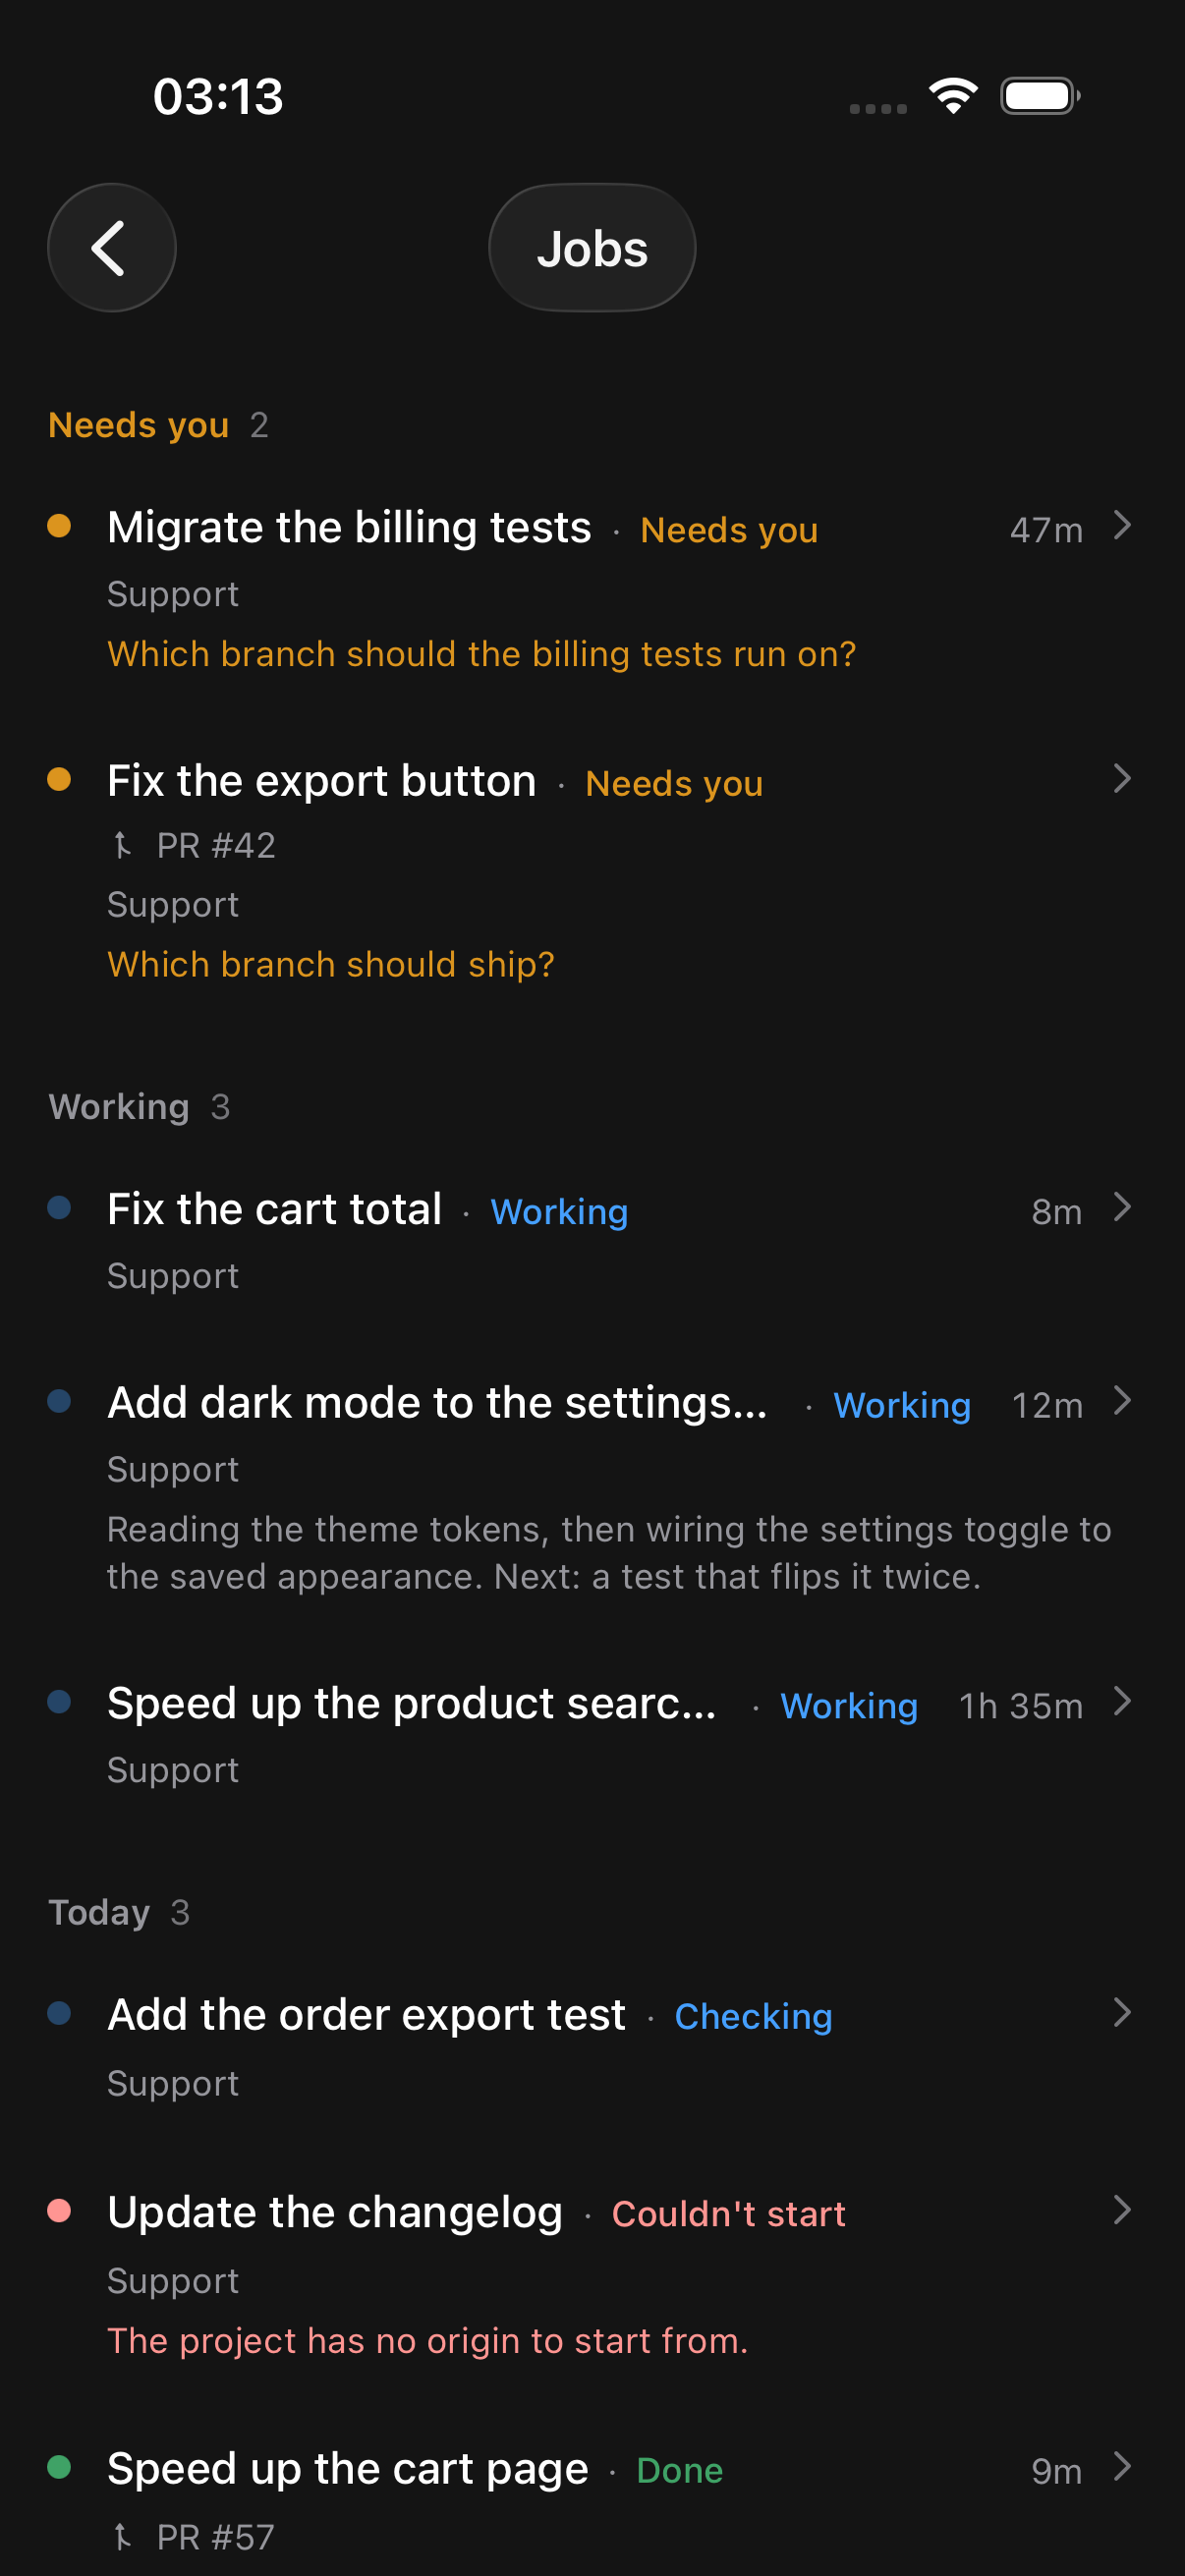 03:13
Jobs
Needs you 2
Migrate the billing tests · Needs you 47m
Support
Which branch should the billing tests run on?
Fix the export button · Needs you
PR #42
Support
Which branch should ship?
Working 3
Fix the cart total · Working 8m
Support
Add dark mode to the settings... · Working 12m
Support
Reading the theme tokens, then wiring the settings toggle to
the saved appearance. Next: a test that flips it twice.
Speed up the product searc... · Working 1h 35m
Support
Today 3
Add the order export test · Checking
Support
Update the changelog · Couldn't start
Support
The project has no origin to start from.
Speed up the cart page · Done 9m
PR #57